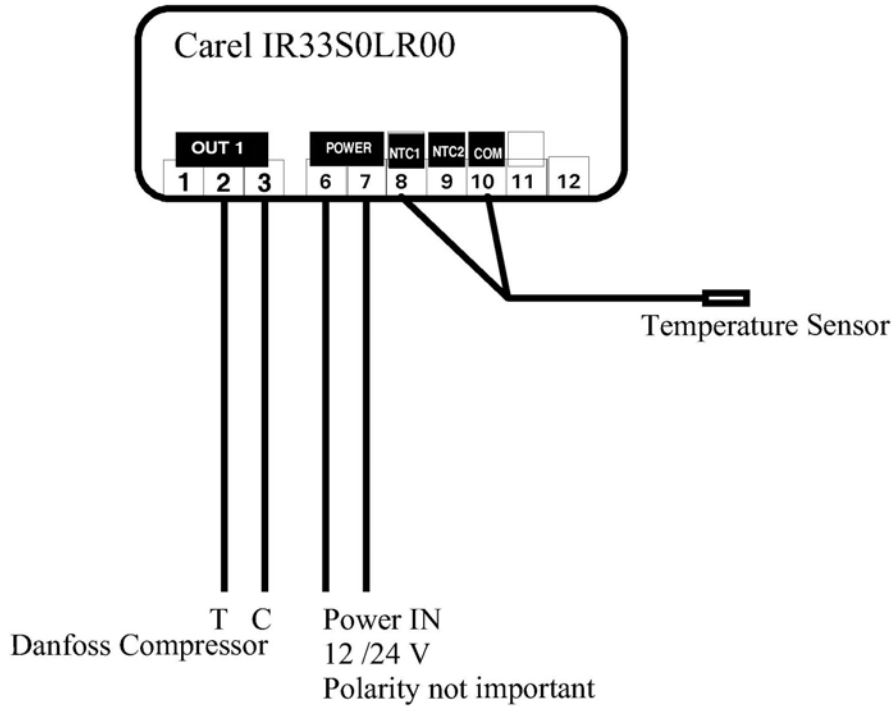 Carel IR33S0LR00
OUT 1 POWER NTC1 NTC2 COM
1 2 3 6 7 8 9 10 11 12
Temperature Sensor
T C
Danfoss Compressor
Power IN
12 /24 V
Polarity not important